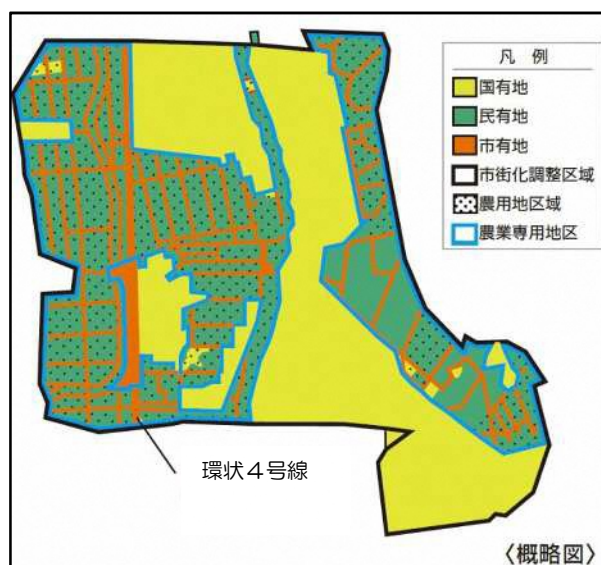 凡 例
国有地
民有地
市有地
市街化調整区域
農用地区域
農業専用地区
環状４号線
〈概略図〉